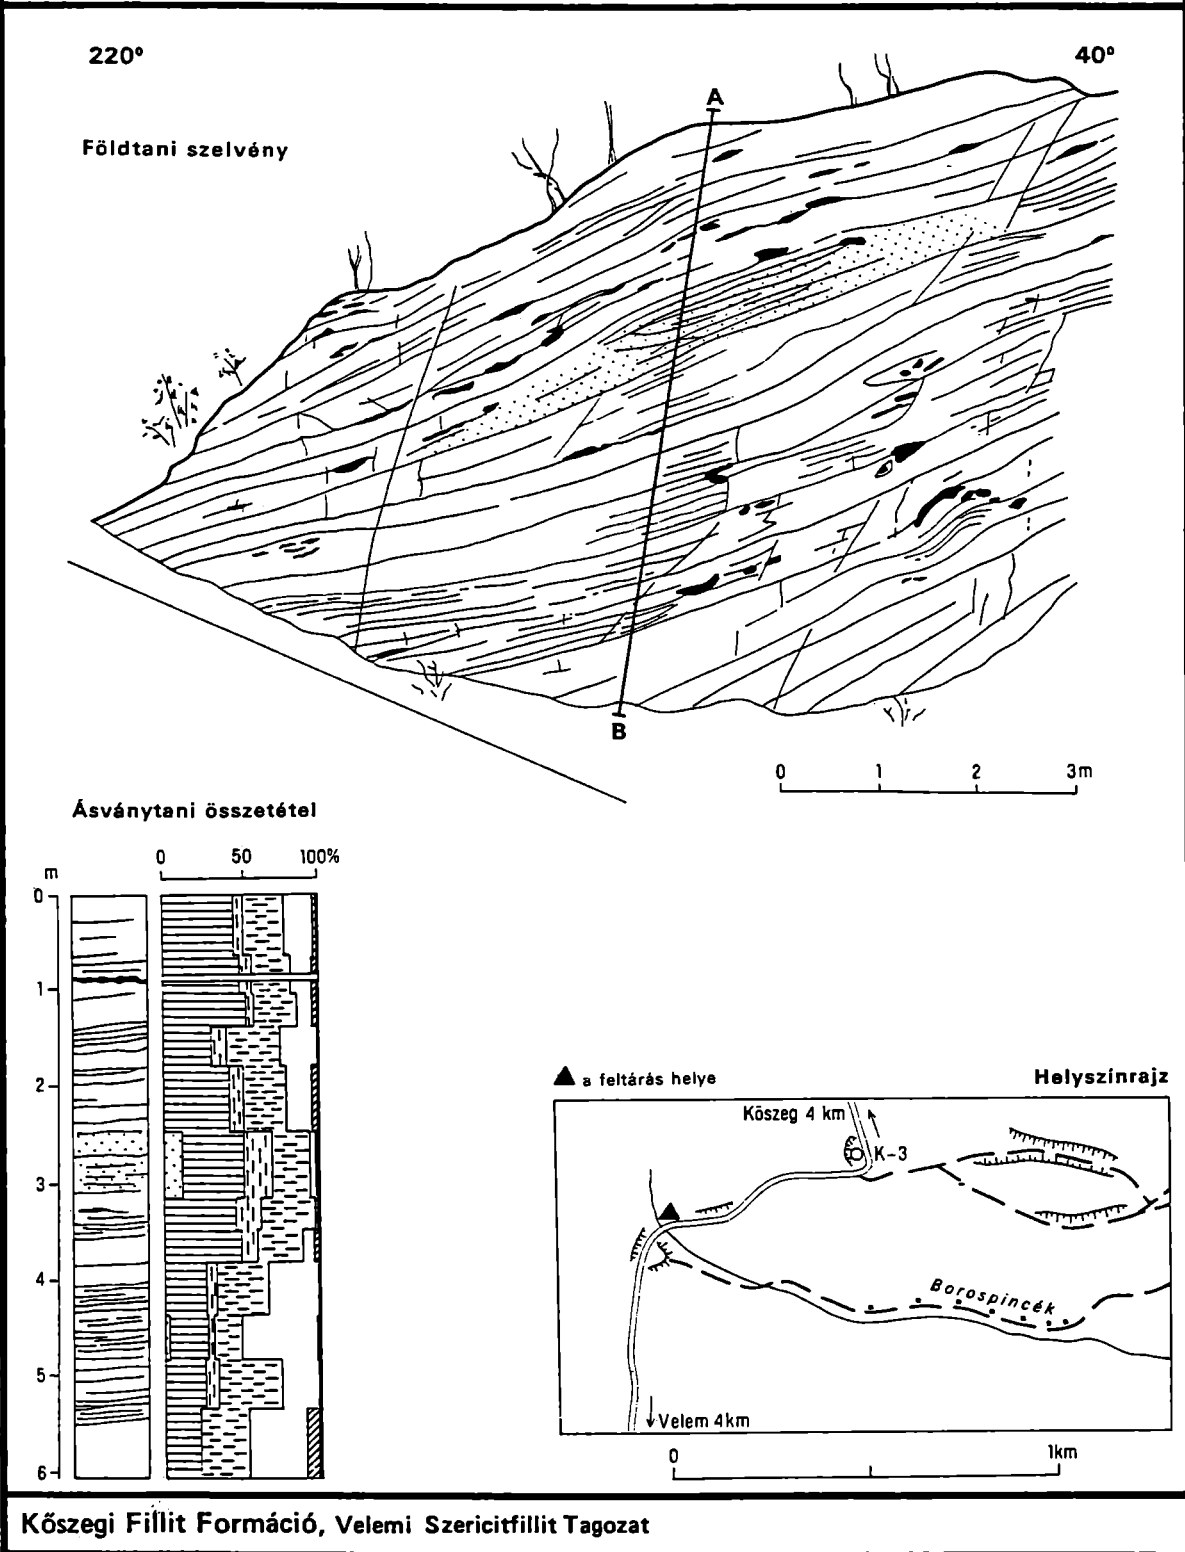 220° 40°
A
Földtani szelvény
B
0 1 2 3m
Ásványtani összetétel
0 50 100%
m
0
1
2
3
4
5
6
a feltárás helye Helyszínrajz
Kőszeg 4 km
K-3
Borospincék
Velem 4km
0 1km
Kőszegi Fillit Formáció, Velemi Szericitfillit Tagozat